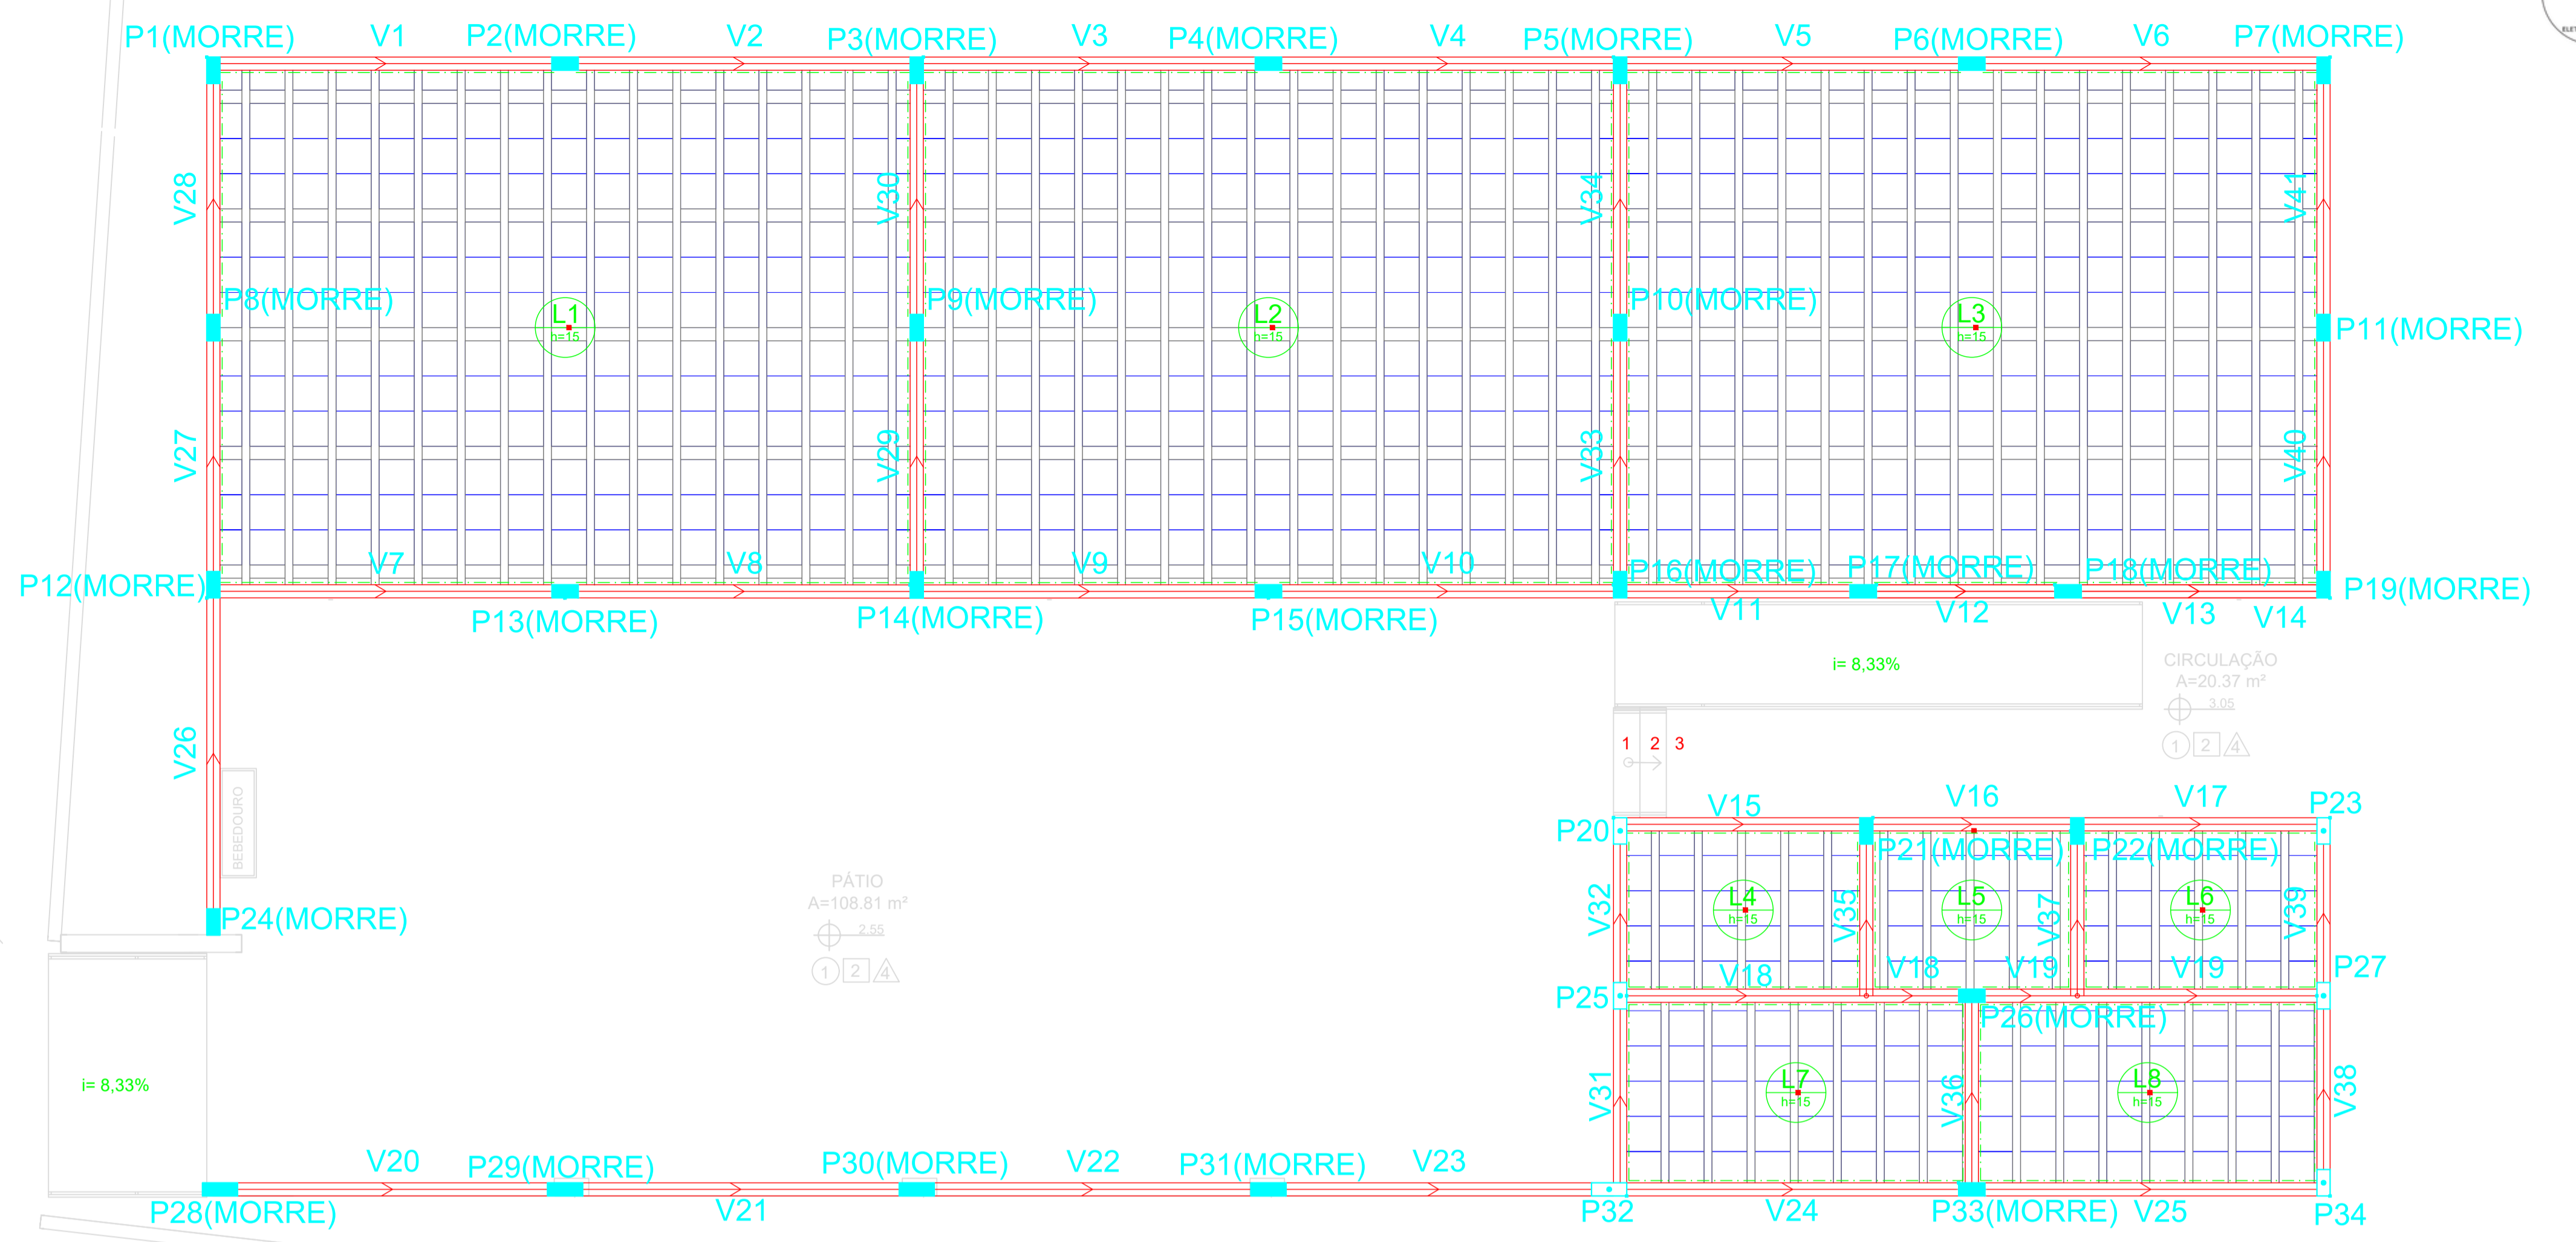 P1(MORRE) V1 P2(MORRE) V2 P3(MORRE) V3 P4(MORRE) V4 P5(MORRE) V5 P6(MORRE) V6 P7(MORRE)
V28 V30 V34 V41
P8(MORRE) P9(MORRE) P10(MORRE) P11(MORRE)
L1 L2 L3
h=15 h=15 h=15
V27 V29 V33 V40
V7 V8 V9 V10
P12(MORRE) P16(MORRE) P17(MORRE) P18(MORRE) P19(MORRE)
P13(MORRE) P14(MORRE) P15(MORRE) V11 V12 V13 V14
i= 8,33%
CIRCULAÇÃO
A=20.37 m²
3.05
1 2 4
1 2 3
V26
BEBEDOURO
V15 V16 V17 P23
P20 P21(MORRE) P22(MORRE)
PÁTIO
A=108.81 m²
2.55
1 2 4
P24(MORRE)
L4 L5 L6
h=15 h=15 h=15
V32 V35 V37 V39
V18 V18 V19 V19 P27
P25 P26(MORRE)
i= 8,33%
L7 L8
h=15 h=15
V31 V36 V38
V20 P29(MORRE) P30(MORRE) V22 P31(MORRE) V23
P28(MORRE) V21 P32 V24 P33(MORRE) V25 P34